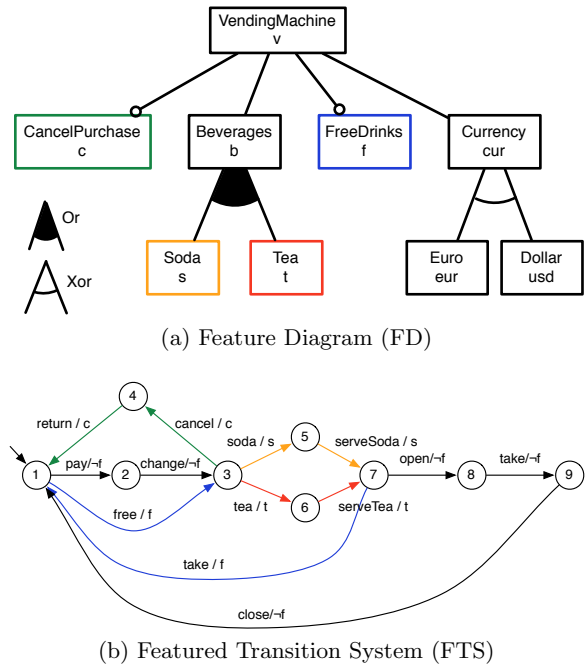 VendingMachine
v
CancelPurchase
c
Beverages
b
FreeDrinks
f
Currency
cur
Or
Xor
Soda
s
Tea
t
Euro
eur
Dollar
usd
(a) Feature Diagram (FD)
4
return / c
cancel / c
soda / s
5
serveSoda / s
1
pay/¬f
2
change/¬f
3
7
open/¬f
8
take/¬f
9
free / f
tea / t
6
serveTea / t
take / f
close/¬f
(b) Featured Transition System (FTS)